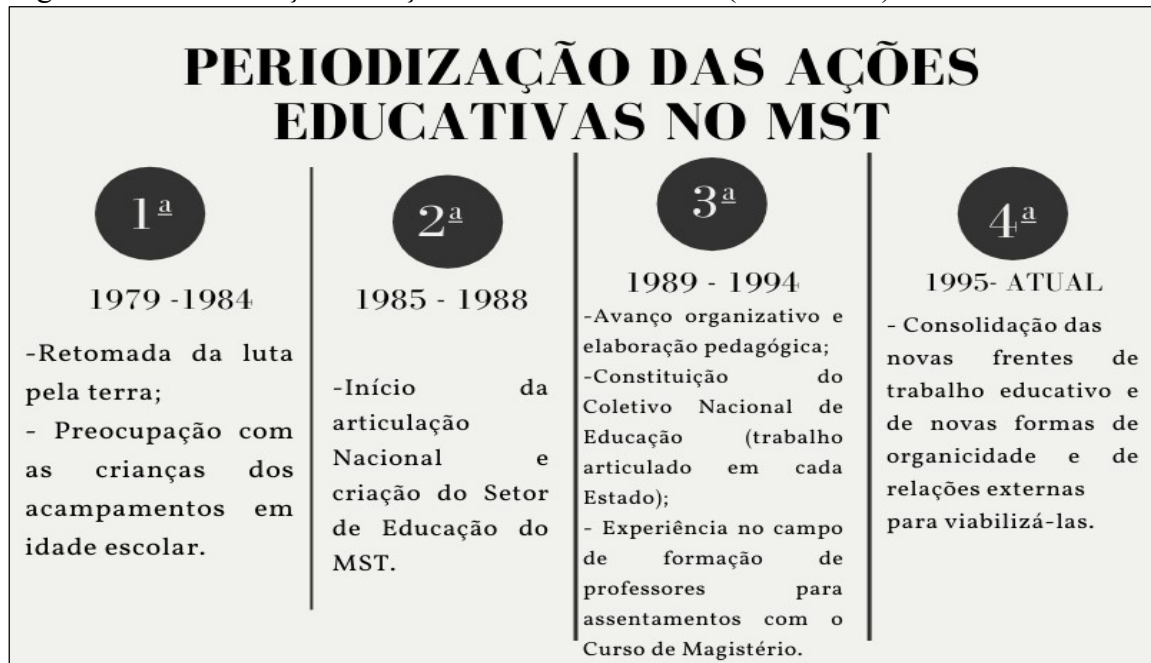 PERIODIZAÇÃO DAS AÇÕES
EDUCATIVAS NO MST
1ª
1979 -1984
-Retomada da luta
pela terra;
- Preocupação com
as crianças dos
acampamentos em
idade escolar.
2ª
1985 - 1988
-Início da
articulação
Nacional e
criação do Setor
de Educação do
MST.
3ª
1989 - 1994
-Avanço organizativo e
elaboração pedagógica;
-Constituição do
Coletivo Nacional de
Educação (trabalho
articulado em cada
Estado);
- Experiência no campo
de formação de
professores para
assentamentos com o
Curso de Magistério.
4ª
1995- ATUAL
- Consolidação das
novas frentes de
trabalho educativo e
de novas formas de
organicidade e de
relações externas
para viabilizá-las.